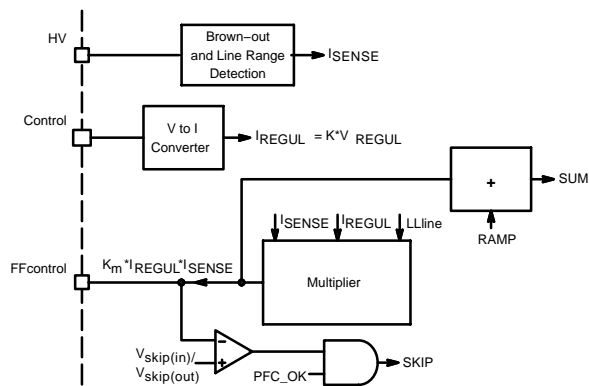 HV
Brown−out
and Line Range
Detection
ISENSE
Control
V to I
Converter
IREGUL = K*V REGUL
+
SUM
RAMP
ISENSE IREGUL LLline
FFcontrol
Km*IREGUL*ISENSE
Multiplier
−
Vskip(in)/
+
Vskip(out)
PFC_OK
SKIP